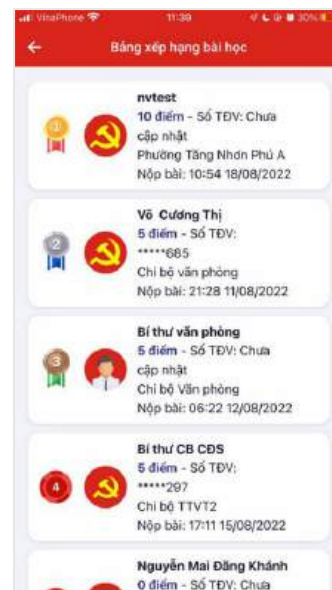 VinaPhone 11:39 30%
Bảng xếp hạng bài học
1
nvtest
10 điểm - Số TĐV: Chưa
cập nhật
Phường Tăng Nhơn Phú A
Nộp bài: 10:54 18/08/2022
2
Võ Cương Thị
5 điểm - Số TĐV:
*****685
Chi bộ văn phòng
Nộp bài: 21:28 11/08/2022
3
Bí thư văn phòng
5 điểm - Số TĐV: Chưa
cập nhật
Chi bộ Văn phòng
Nộp bài: 06:22 12/08/2022
4
Bí thư CB CĐS
5 điểm - Số TĐV:
*****297
Chi bộ TTVT2
Nộp bài: 17:11 15/08/2022
Nguyễn Mai Đăng Khánh
0 điểm - Số TĐV: Chưa